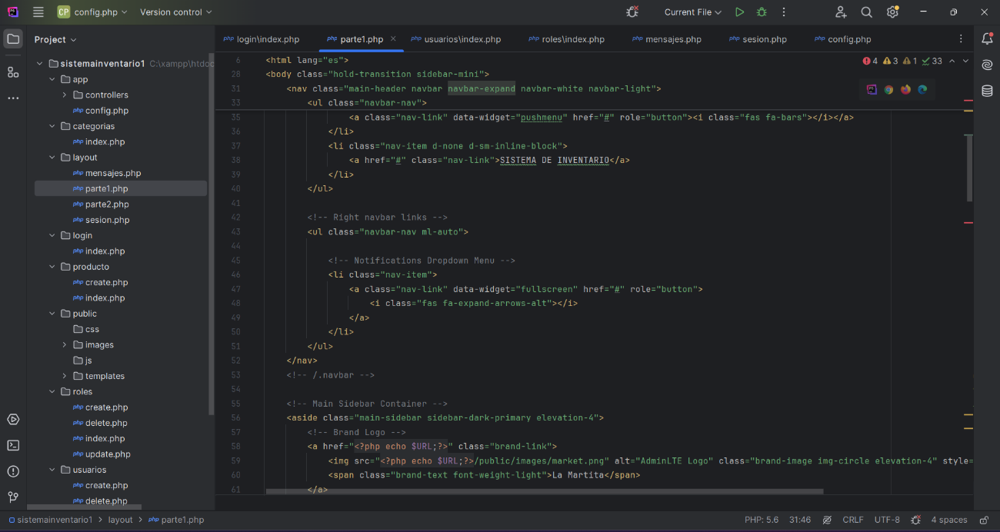 PS CP config.php Version control Current File
Project
login\index.php parte1.php usuarios\index.php roles\index.php mensajes.php sesion.php config.php
sistemainventario1 C:\xampp\htdoc
app
controllers
config.php
categorias
index.php
layout
php mensajes.php
php parte1.php
php parte2.php
php sesion.php
login
php index.php
producto
php create.php
php index.php
public
css
images
js
templates
roles
php create.php
php delete.php
php index.php
php update.php
usuarios
php create.php
php delete.php
4 3 1 33
6 <html lang="es">
28 <body class="hold-transition sidebar-mini">
31 <nav class="main-header navbar navbar-expand navbar-white navbar-light">
33 <ul class="navbar-nav">
35 <a class="nav-link" data-widget="pushmenu" href="#" role="button"><i class="fas fa-bars"></i></a>
36 </li>
37 <li class="nav-item d-none d-sm-inline-block">
38 <a href="#" class="nav-link">SISTEMA DE INVENTARIO</a>
39 </li>
40 </ul>
41
42 <!-- Right navbar links -->
43 <ul class="navbar-nav ml-auto">
44
45 <!-- Notifications Dropdown Menu -->
46 <li class="nav-item">
47 <a class="nav-link" data-widget="fullscreen" href="#" role="button">
48 <i class="fas fa-expand-arrows-alt"></i>
49 </a>
50 </li>
51 </ul>
52 </nav>
53 <!-- /.navbar -->
54
55 <!-- Main Sidebar Container -->
56 <aside class="main-sidebar sidebar-dark-primary elevation-4">
57 <!-- Brand Logo -->
58 <a href="<?php echo $URL;?>" class="brand-link">
59 <img src="<?php echo $URL;?>/public/images/market.png" alt="AdminLTE Logo" class="brand-image img-circle elevation-4" style=
60 <span class="brand-text font-weight-light">La Martita</span>
61 </a>
sistemainventario1 > layout > php parte1.php PHP: 5.6 31:46 CRLF UTF-8 4 spaces